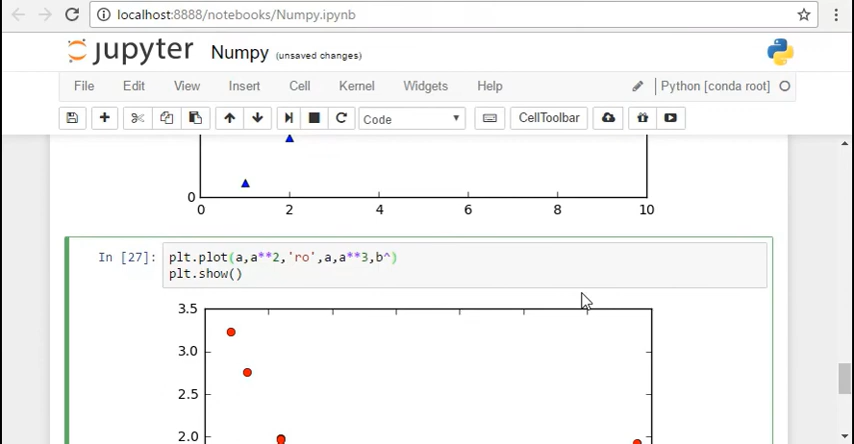 localhost:8888/notebooks/Numpy.ipynb
jupyter Numpy (unsaved changes)
File Edit View Insert Cell Kernel Widgets Help Python [conda root]
Code CellToolbar
0
0 2 4 6 8 10
In [27]: plt.plot(a,a**2,'ro',a,a**3,b^)
plt.show()
3.5
3.0
2.5
2.0